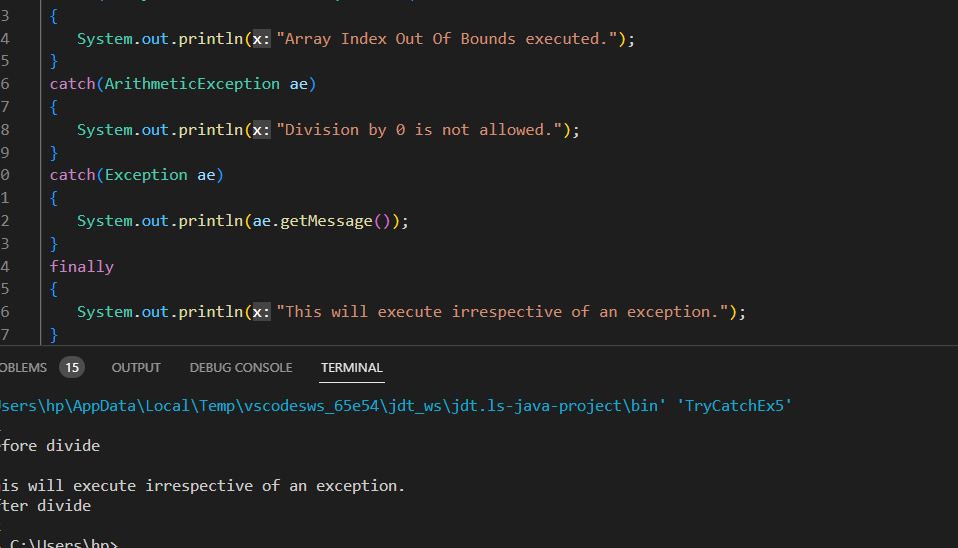 3 {
4 System.out.println(x: "Array Index Out Of Bounds executed.");
5 }
6 catch(ArithmeticException ae)
7 {
8 System.out.println(x: "Division by 0 is not allowed.");
9 }
0 catch(Exception ae)
1 {
2 System.out.println(ae.getMessage());
3 }
4 finally
5 {
6 System.out.println(x: "This will execute irrespective of an exception.");
7 }
OBLEMS 15 OUTPUT DEBUG CONSOLE TERMINAL
sers\hp\AppData\Local\Temp\vscodesws_65e54\jdt_ws\jdt.ls-java-project\bin' 'TryCatchEx5'
fore divide
is will execute irrespective of an exception.
ter divide
C:\Users\hp>